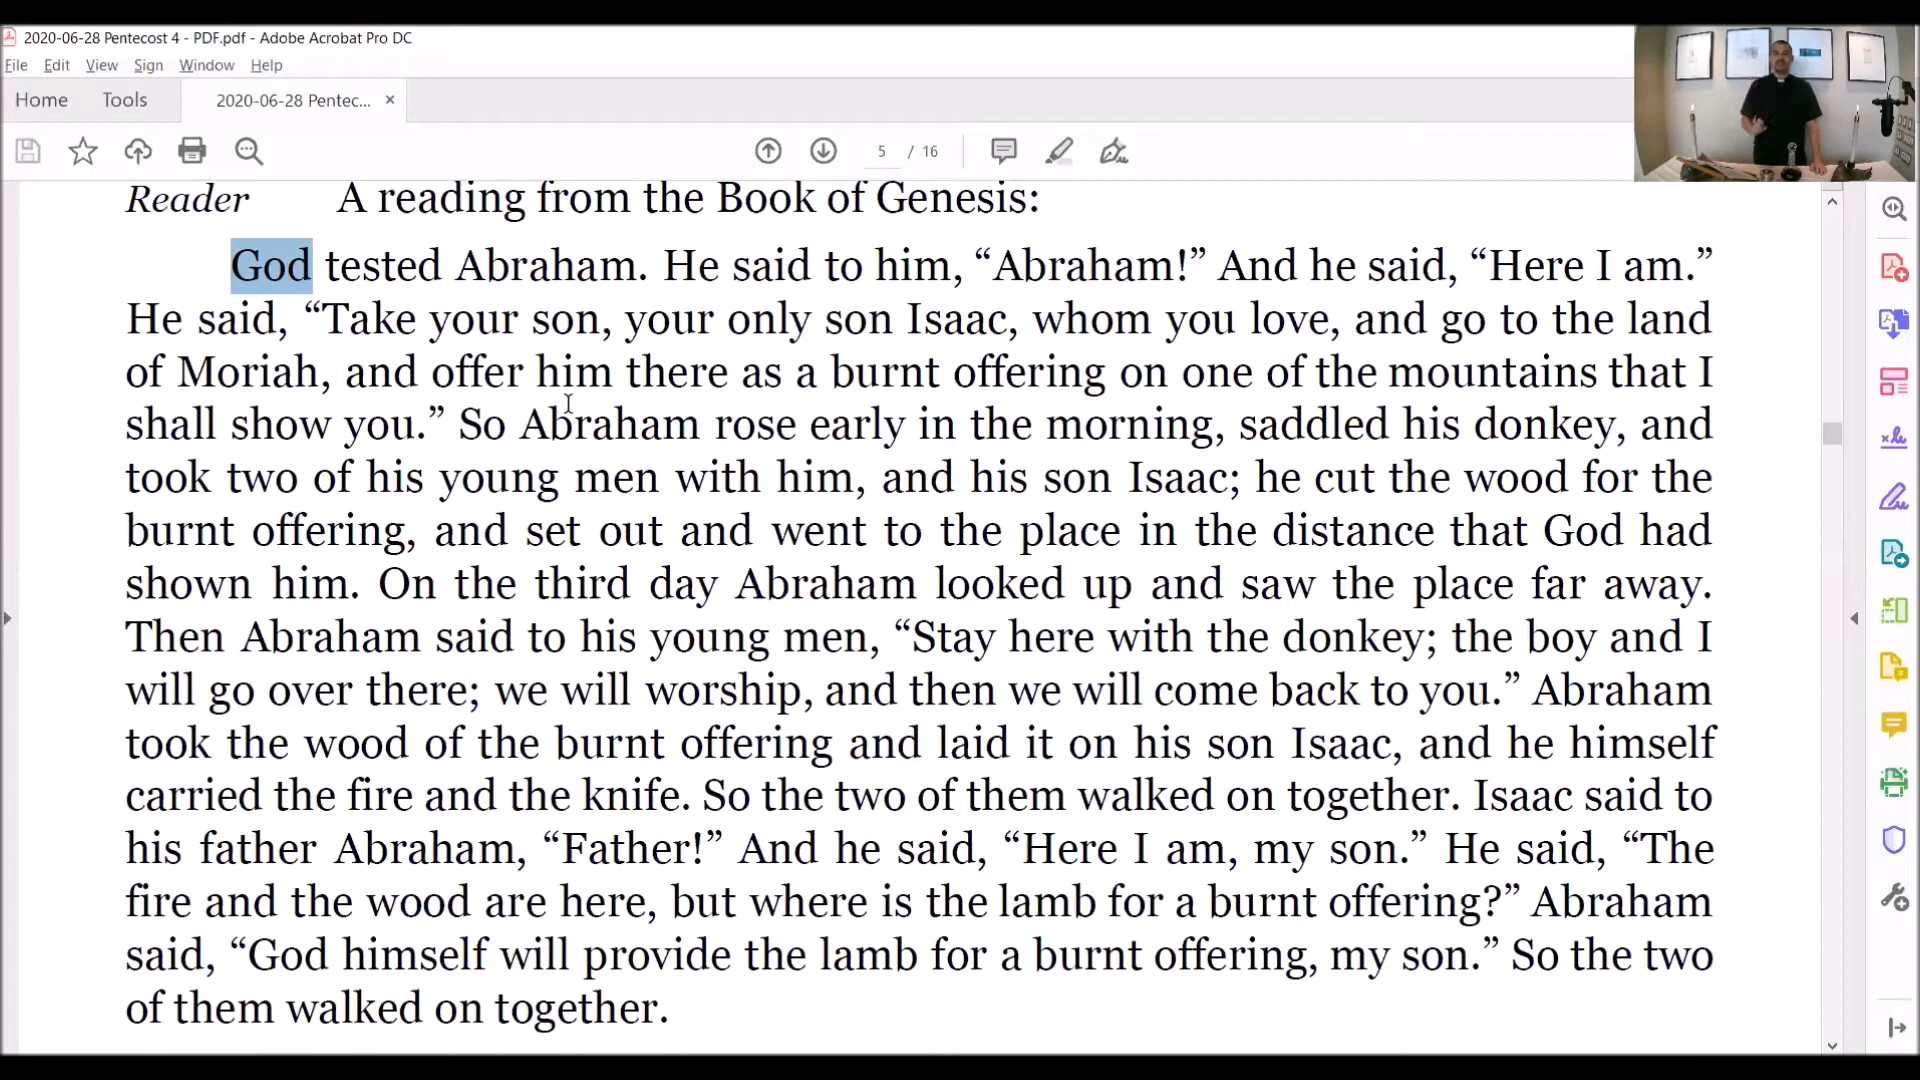 2020-06-28 Pentecost 4 - PDF.pdf - Adobe Acrobat Pro DC
File Edit View Sign Window Help
Home Tools 2020-06-28 Pentec... ×
5 / 16
Reader A reading from the Book of Genesis:
God tested Abraham. He said to him, “Abraham!” And he said, “Here I am.”
He said, “Take your son, your only son Isaac, whom you love, and go to the land
of Moriah, and offer him there as a burnt offering on one of the mountains that I
shall show you.” So Abraham rose early in the morning, saddled his donkey, and
took two of his young men with him, and his son Isaac; he cut the wood for the
burnt offering, and set out and went to the place in the distance that God had
shown him. On the third day Abraham looked up and saw the place far away.
Then Abraham said to his young men, “Stay here with the donkey; the boy and I
will go over there; we will worship, and then we will come back to you.” Abraham
took the wood of the burnt offering and laid it on his son Isaac, and he himself
carried the fire and the knife. So the two of them walked on together. Isaac said to
his father Abraham, “Father!” And he said, “Here I am, my son.” He said, “The
fire and the wood are here, but where is the lamb for a burnt offering?” Abraham
said, “God himself will provide the lamb for a burnt offering, my son.” So the two
of them walked on together.